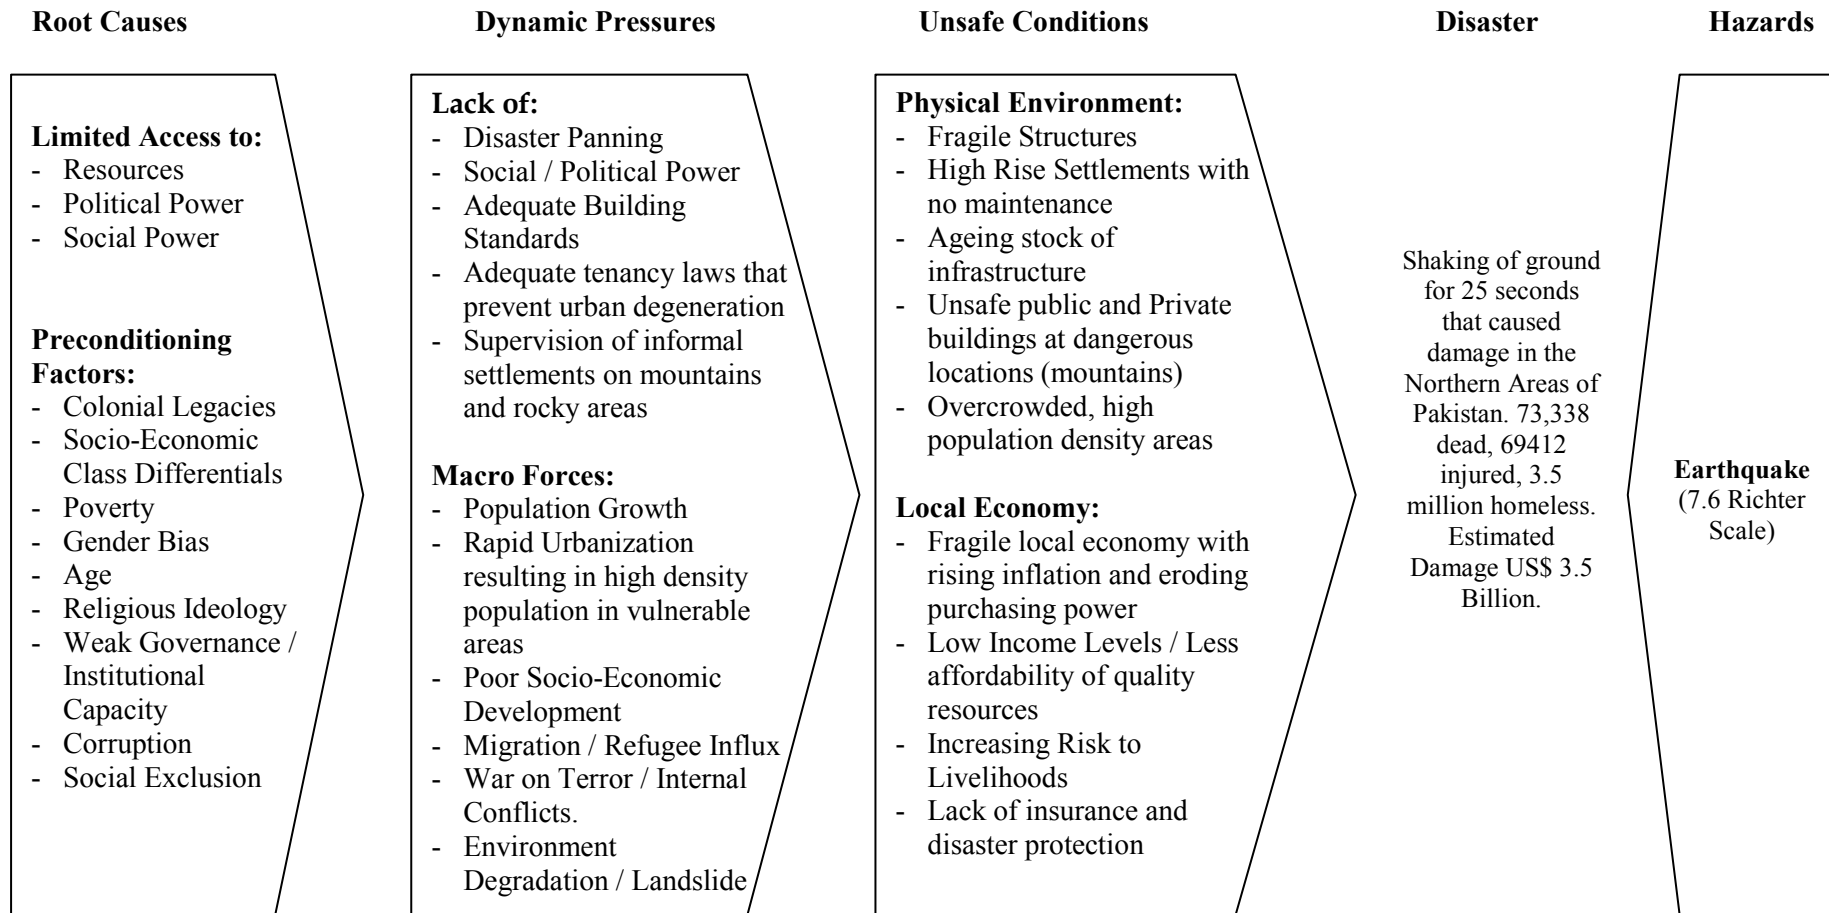 Root Causes
Dynamic Pressures
Unsafe Conditions
Disaster
Hazards
Limited Access to:
- Resources
- Political Power
- Social Power
Preconditioning
Factors:
- Colonial Legacies
- Socio-Economic
Class Differentials
- Poverty
- Gender Bias
- Age
- Religious Ideology
- Weak Governance /
Institutional
Capacity
- Corruption
- Social Exclusion
Lack of:
- Disaster Panning
- Social / Political Power
- Adequate Building
Standards
- Adequate tenancy laws that
prevent urban degeneration
- Supervision of informal
settlements on mountains
and rocky areas
Macro Forces:
- Population Growth
- Rapid Urbanization
resulting in high density
population in vulnerable
areas
- Poor Socio-Economic
Development
- Migration / Refugee Influx
- War on Terror / Internal
Conflicts.
- Environment
Degradation / Landslide
Physical Environment:
- Fragile Structures
- High Rise Settlements with
no maintenance
- Ageing stock of
infrastructure
- Unsafe public and Private
buildings at dangerous
locations (mountains)
- Overcrowded, high
population density areas
Local Economy:
- Fragile local economy with
rising inflation and eroding
purchasing power
- Low Income Levels / Less
affordability of quality
resources
- Increasing Risk to
Livelihoods
- Lack of insurance and
disaster protection
Shaking of ground
for 25 seconds
that caused
damage in the
Northern Areas of
Pakistan. 73,338
dead, 69412
injured, 3.5
million homeless.
Estimated
Damage US$ 3.5
Billion.
Earthquake
(7.6 Richter
Scale)